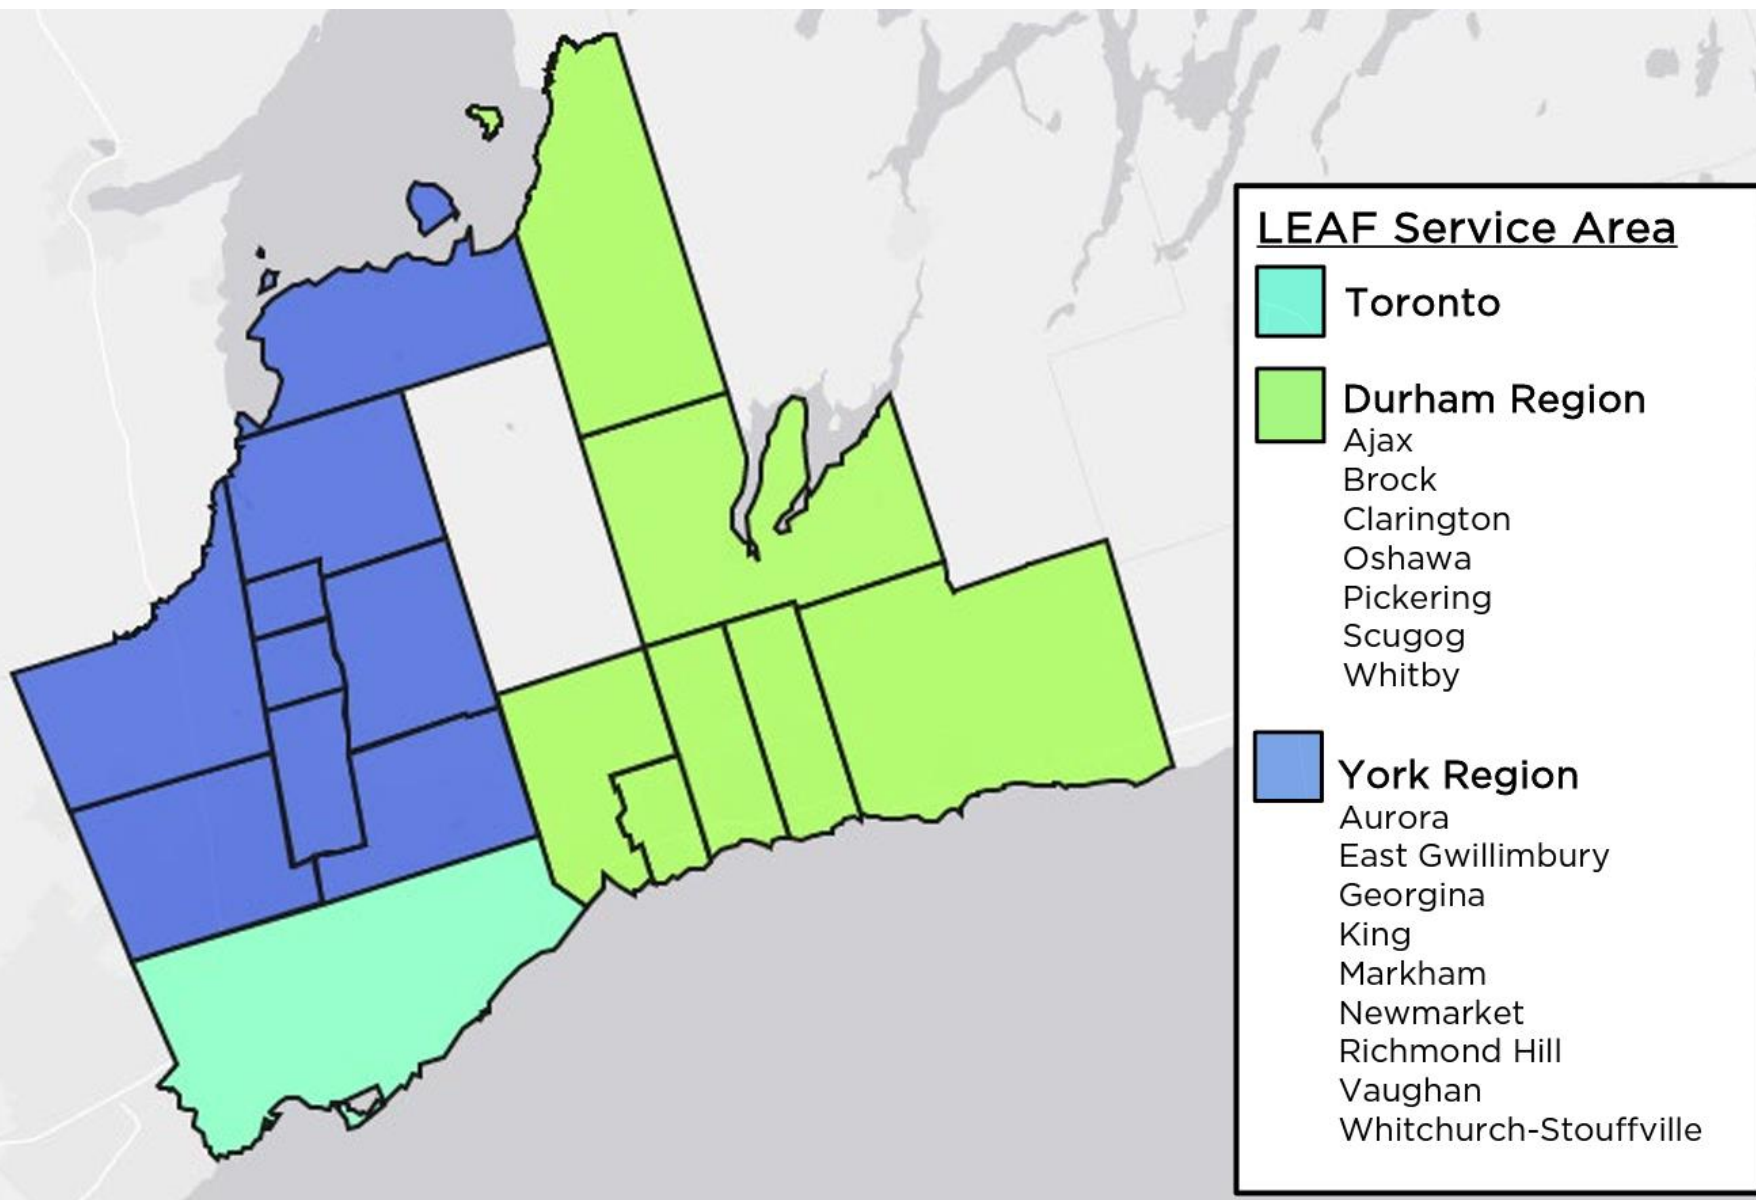 LEAF Service Area
Toronto
Durham Region
Ajax
Brock
Clarington
Oshawa
Pickering
Scugog
Whitby
York Region
Aurora
East Gwillimbury
Georgina
King
Markham
Newmarket
Richmond Hill
Vaughan
Whitchurch-Stouffville